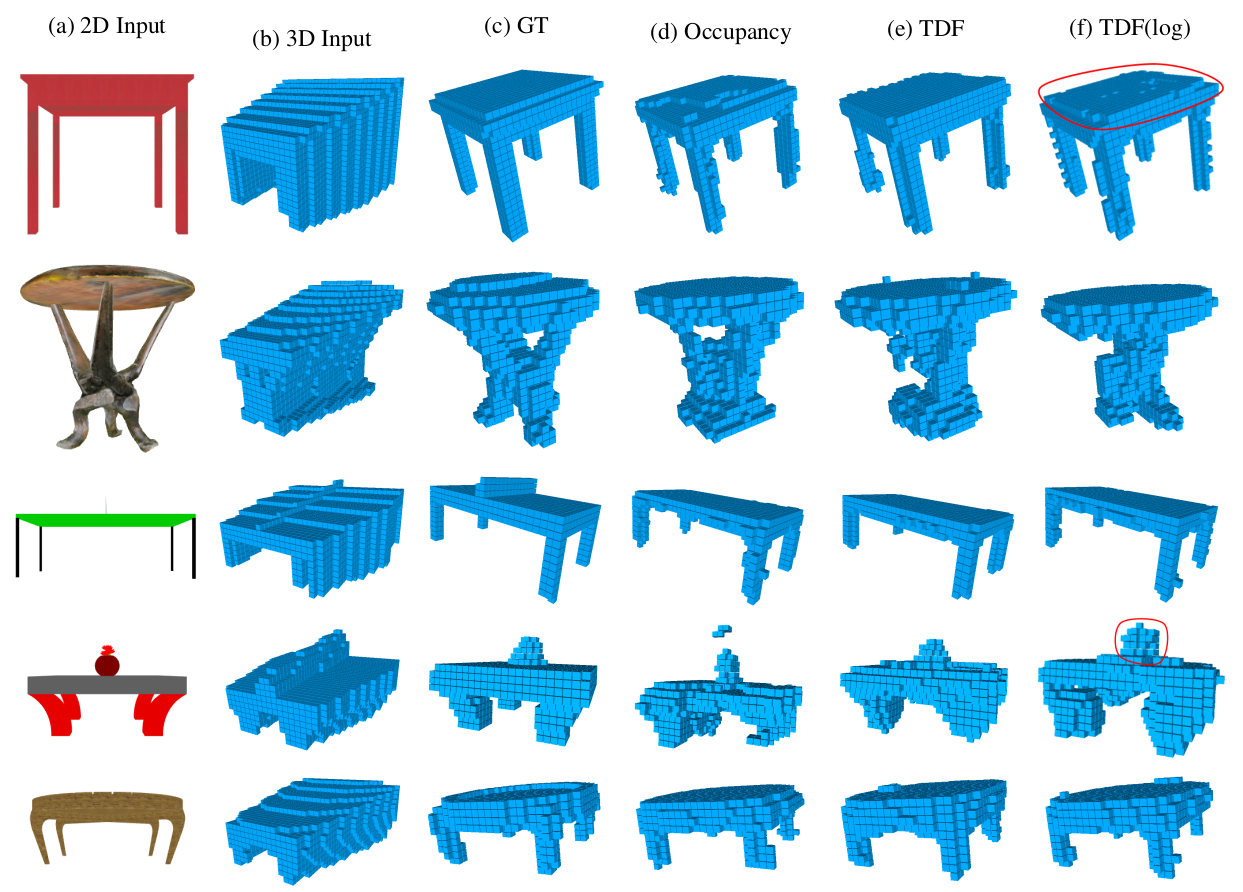 (a) 2D Input
(b) 3D Input
(c) GT
(d) Occupancy
(e) TDF
(f) TDF(log)